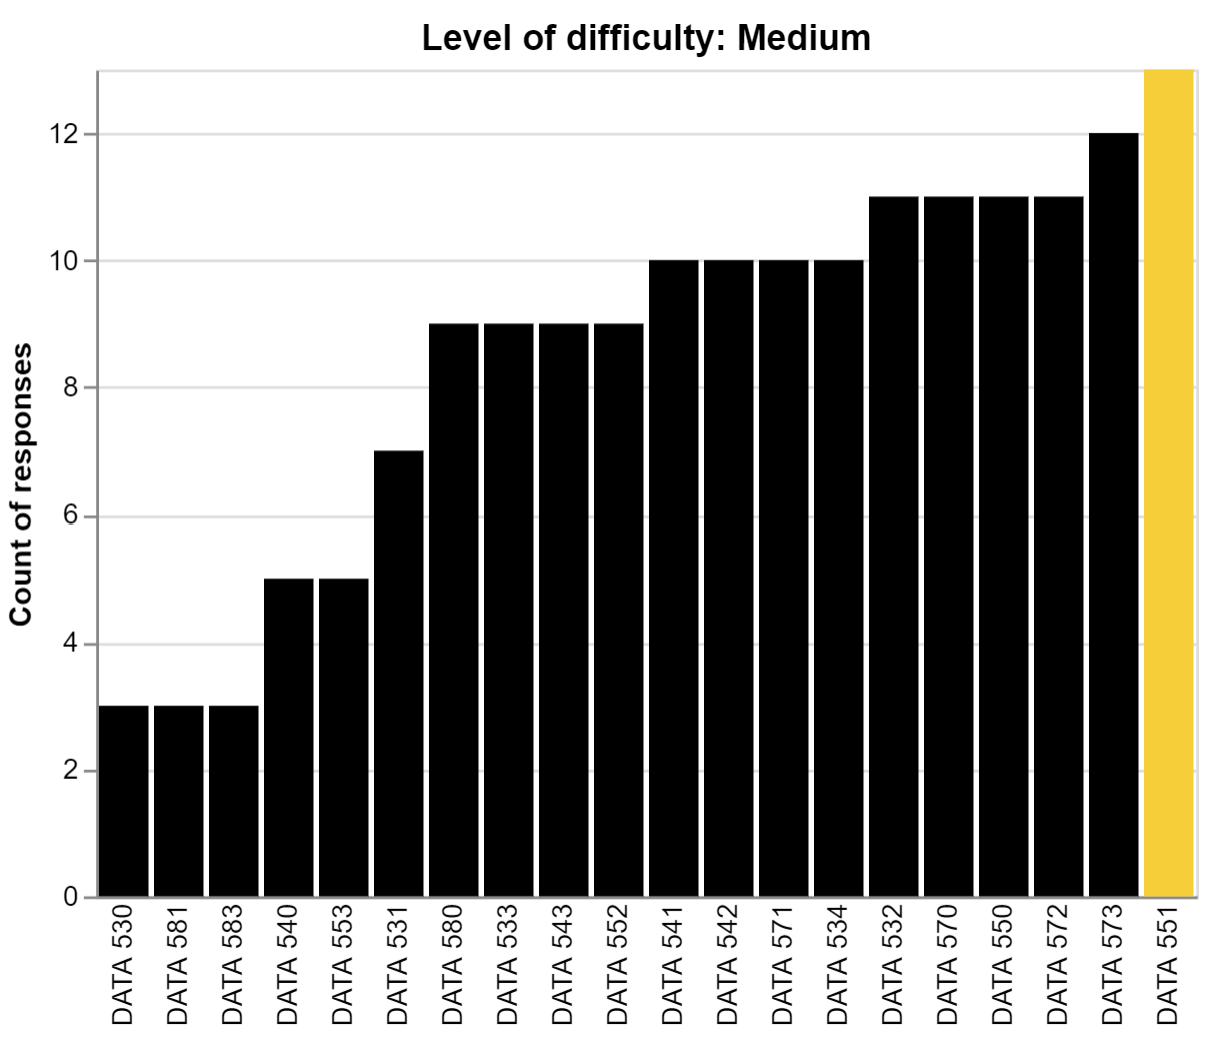 Level of difficulty: Medium
Count of responses
12
10
8
6
4
2
0
DATA 530
DATA 581
DATA 583
DATA 540
DATA 553
DATA 531
DATA 580
DATA 533
DATA 543
DATA 552
DATA 541
DATA 542
DATA 571
DATA 534
DATA 532
DATA 570
DATA 550
DATA 572
DATA 573
DATA 551